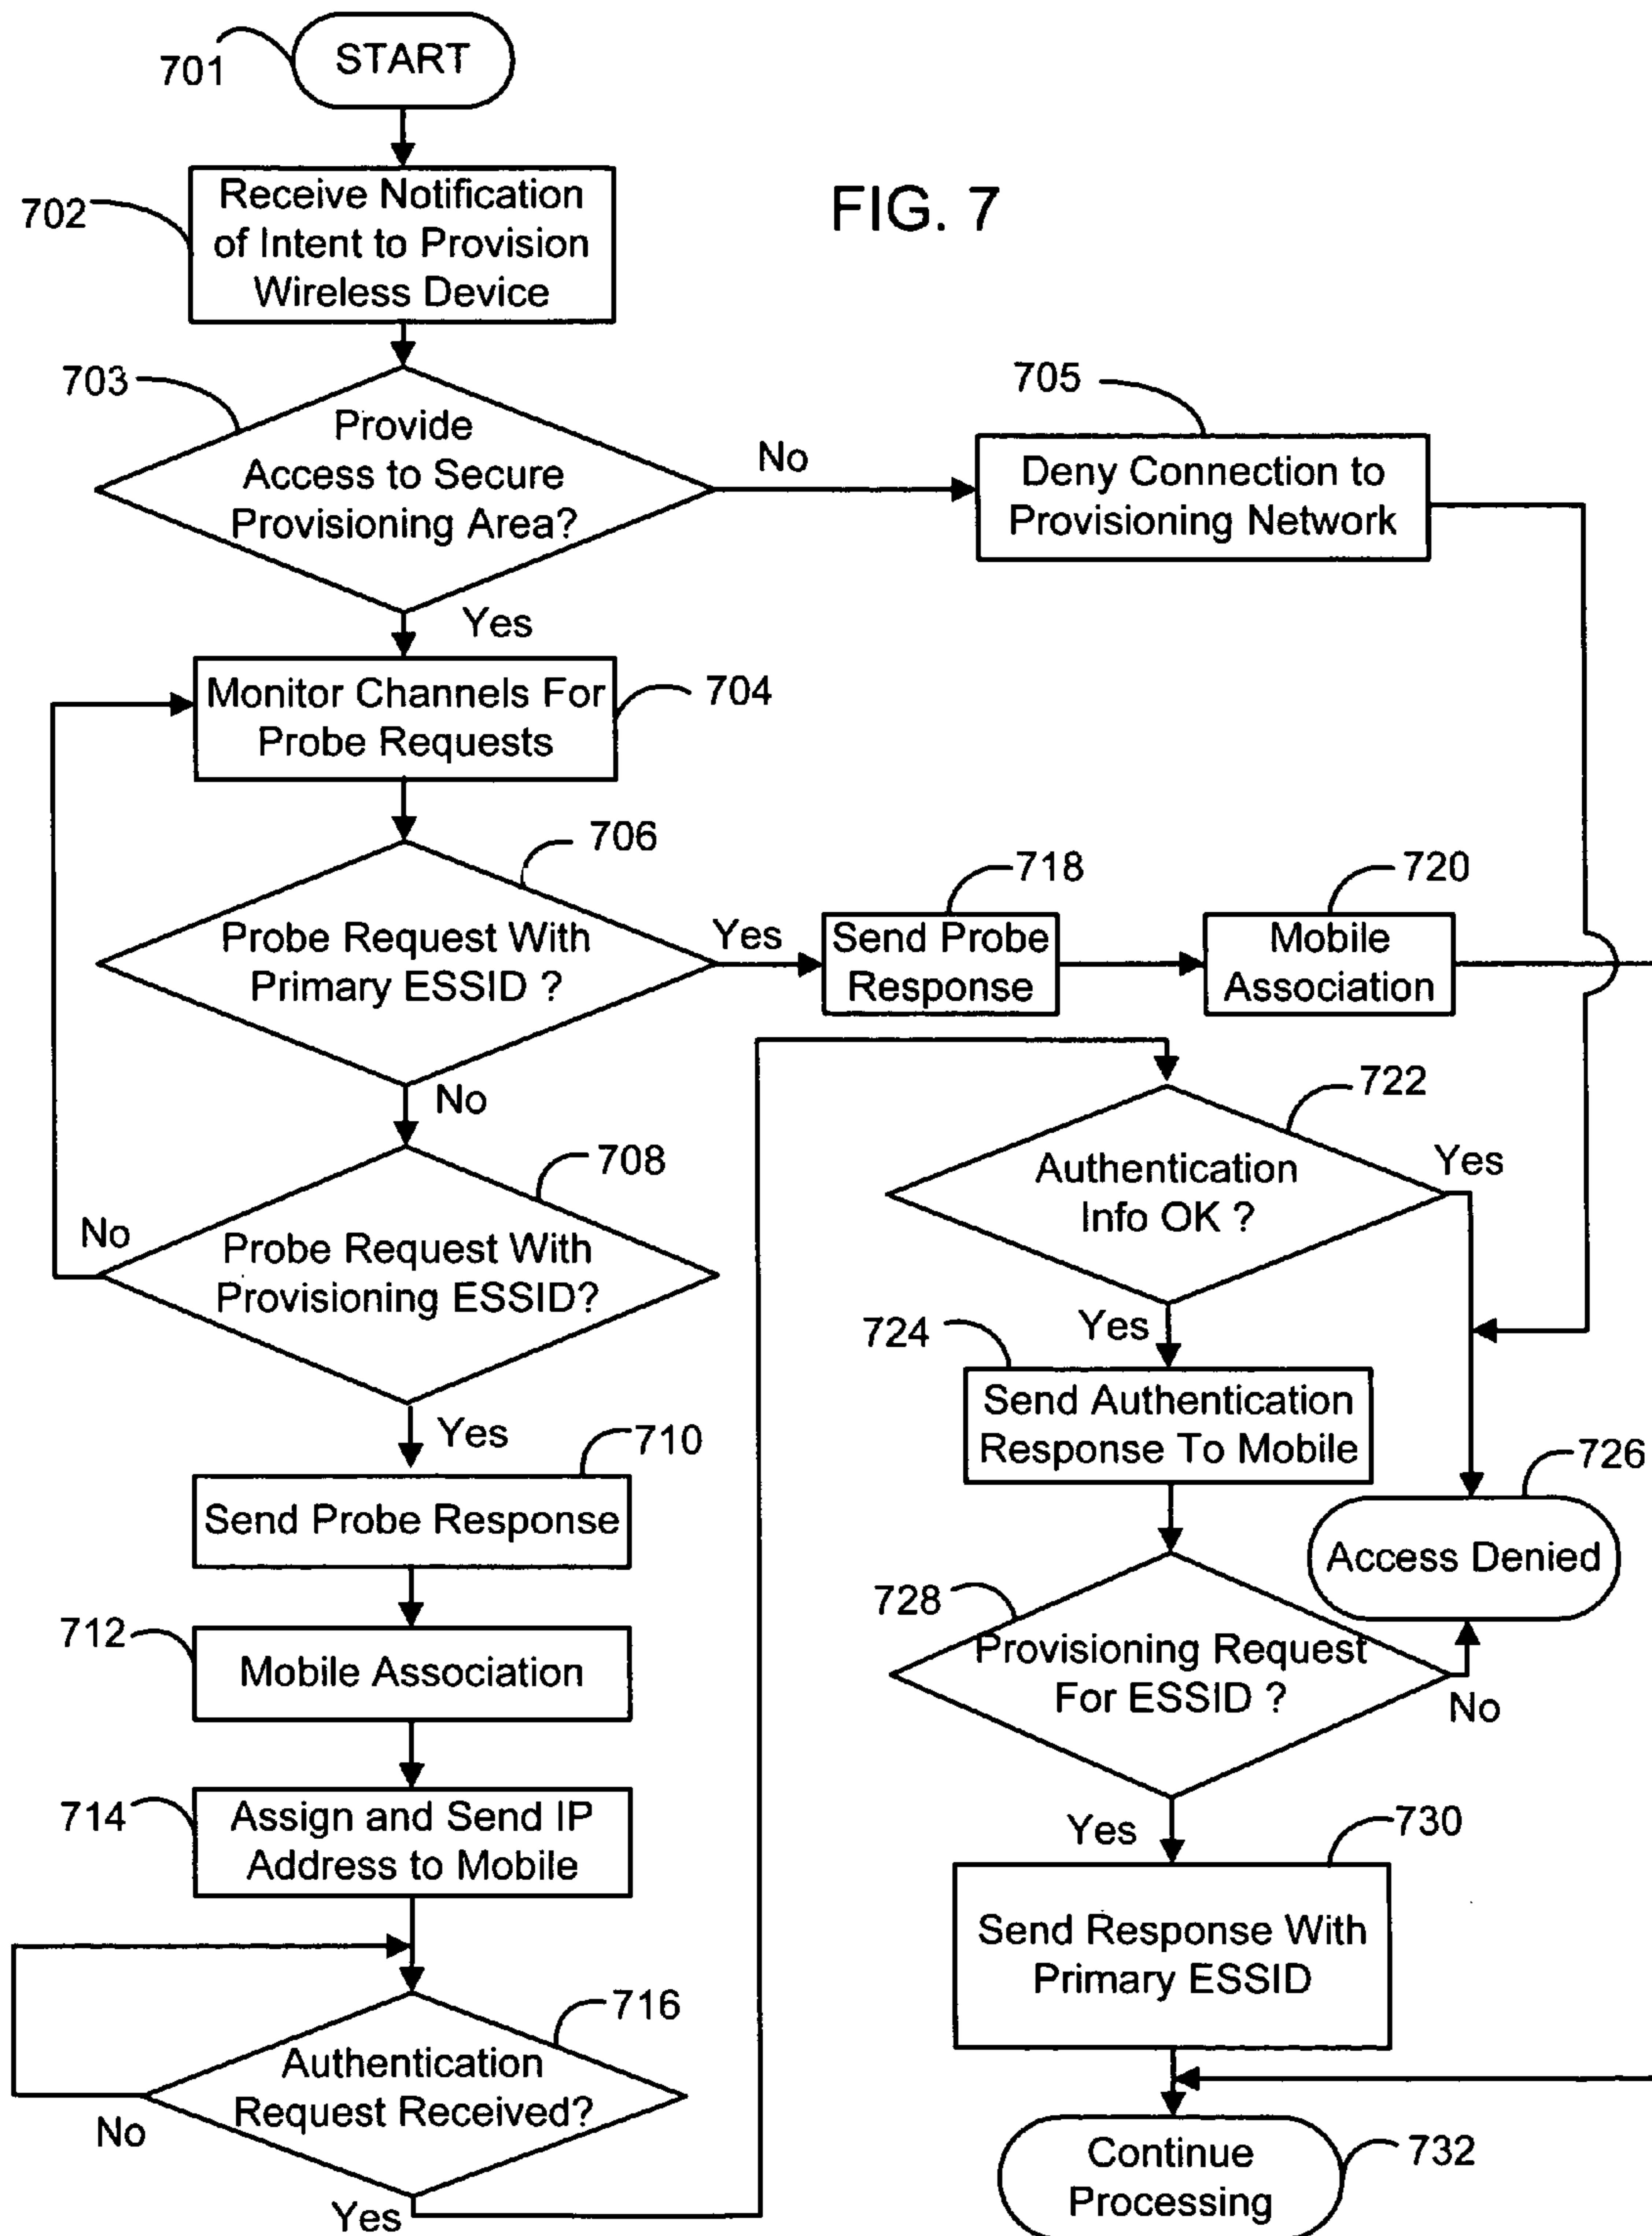 START
701
FIG. 7
Receive Notification
of Intent to Provision
Wireless Device
702
703
Provide
Access to Secure
Provisioning Area?
No
705
Deny Connection to
Provisioning Network
Yes
Monitor Channels For
Probe Requests
704
706
Probe Request With
Primary ESSID ?
Yes
718
Send Probe
Response
720
Mobile
Association
No
708
Probe Request With
Provisioning ESSID?
No
Yes
710
Send Probe Response
712
Mobile Association
714
Assign and Send IP
Address to Mobile
716
Authentication
Request Received?
No
Yes
722
Authentication
Info OK ?
Yes
Yes
724
Send Authentication
Response To Mobile
726
Access Denied
728
Provisioning Request
For ESSID ?
No
Yes
730
Send Response With
Primary ESSID
Continue
Processing
732